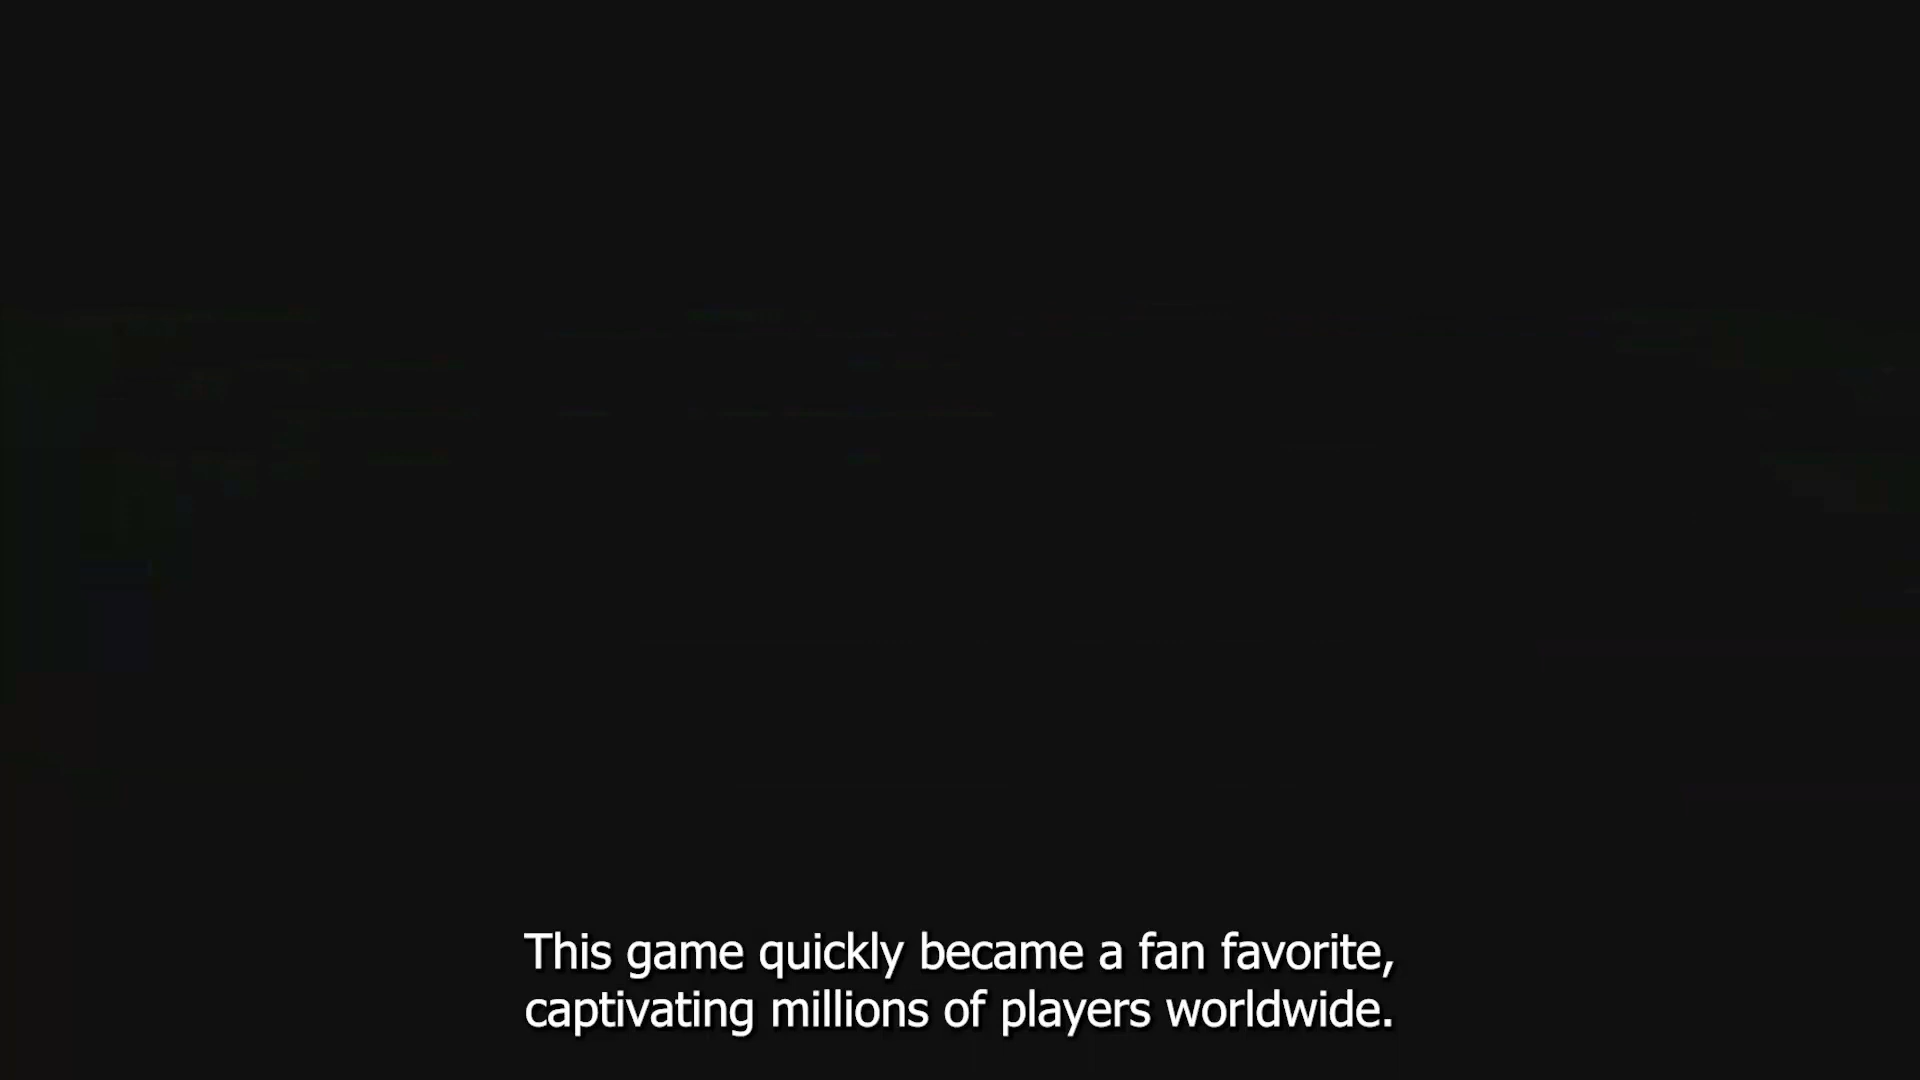 This game quickly became a fan favorite,
captivating millions of players worldwide.